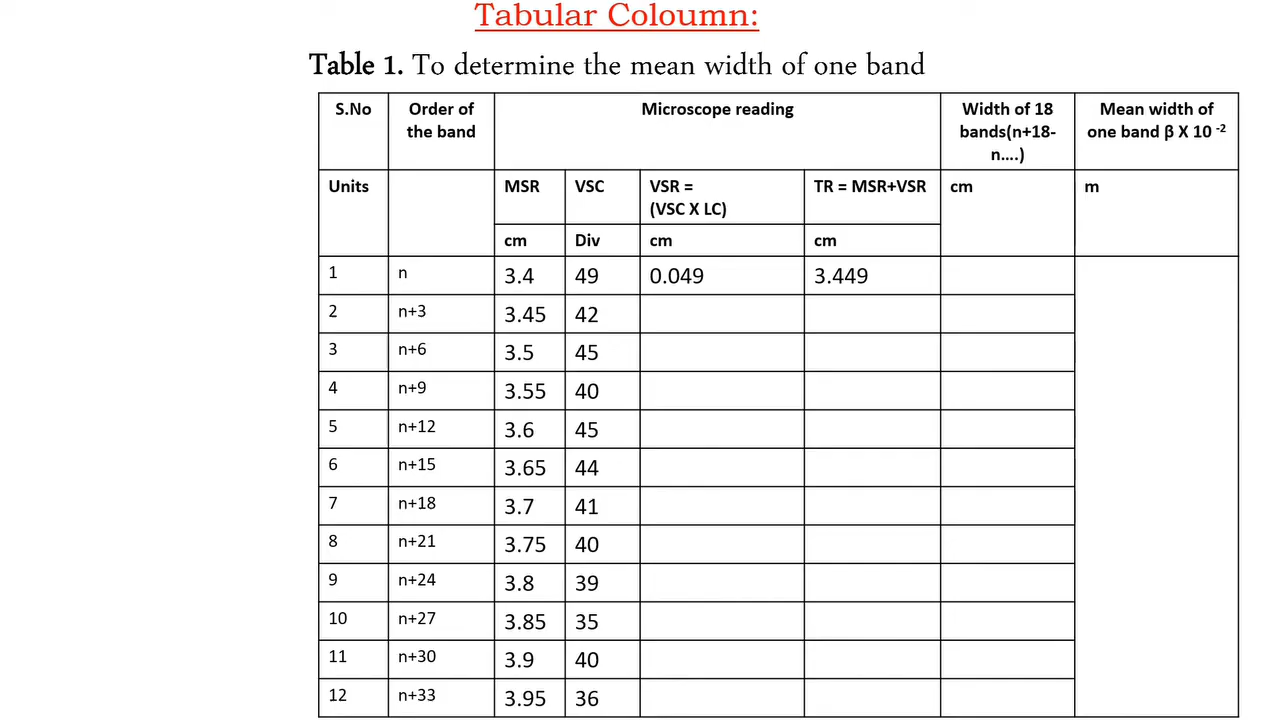 Tabular Coloumn:
Table 1. To determine the mean width of one band
S.No Order of the band Microscope reading Width of 18 bands(n+18-n....) Mean width of one band β X 10 -2
Units MSR VSC VSR = (VSC X LC) TR = MSR+VSR cm m
cm Div cm cm
1 n 3.4 49 0.049 3.449
2 n+3 3.45 42
3 n+6 3.5 45
4 n+9 3.55 40
5 n+12 3.6 45
6 n+15 3.65 44
7 n+18 3.7 41
8 n+21 3.75 40
9 n+24 3.8 39
10 n+27 3.85 35
11 n+30 3.9 40
12 n+33 3.95 36